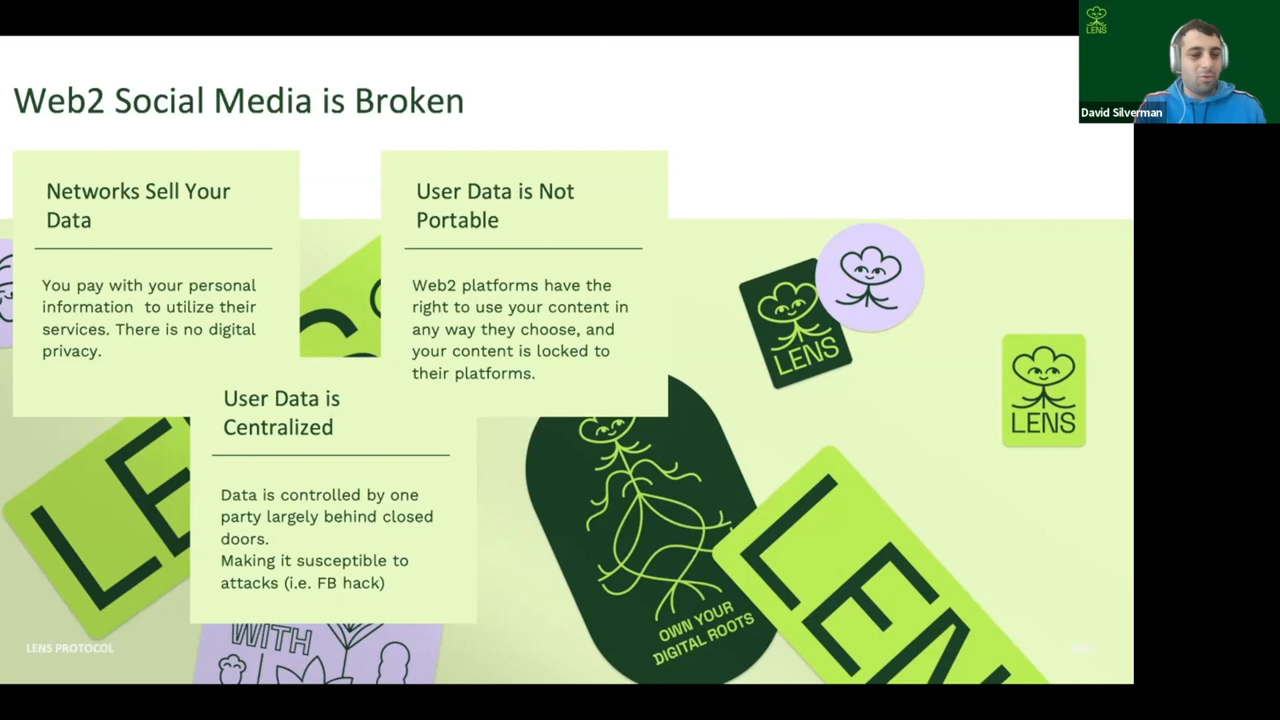 LENS
David Silverman
Web2 Social Media is Broken
Networks Sell Your
Data
You pay with your personal
information to utilize their
services. There is no digital
privacy.
User Data is Not
Portable
Web2 platforms have the
right to use your content in
any way they choose, and
your content is locked to
their platforms.
User Data is
Centralized
Data is controlled by one
party largely behind closed
doors.
Making it susceptible to
attacks (i.e. FB hack)
LENS
LENS
LE
OWN YOUR
DIGITAL ROOTS
LEN
WITH
LENS PROTOCOL